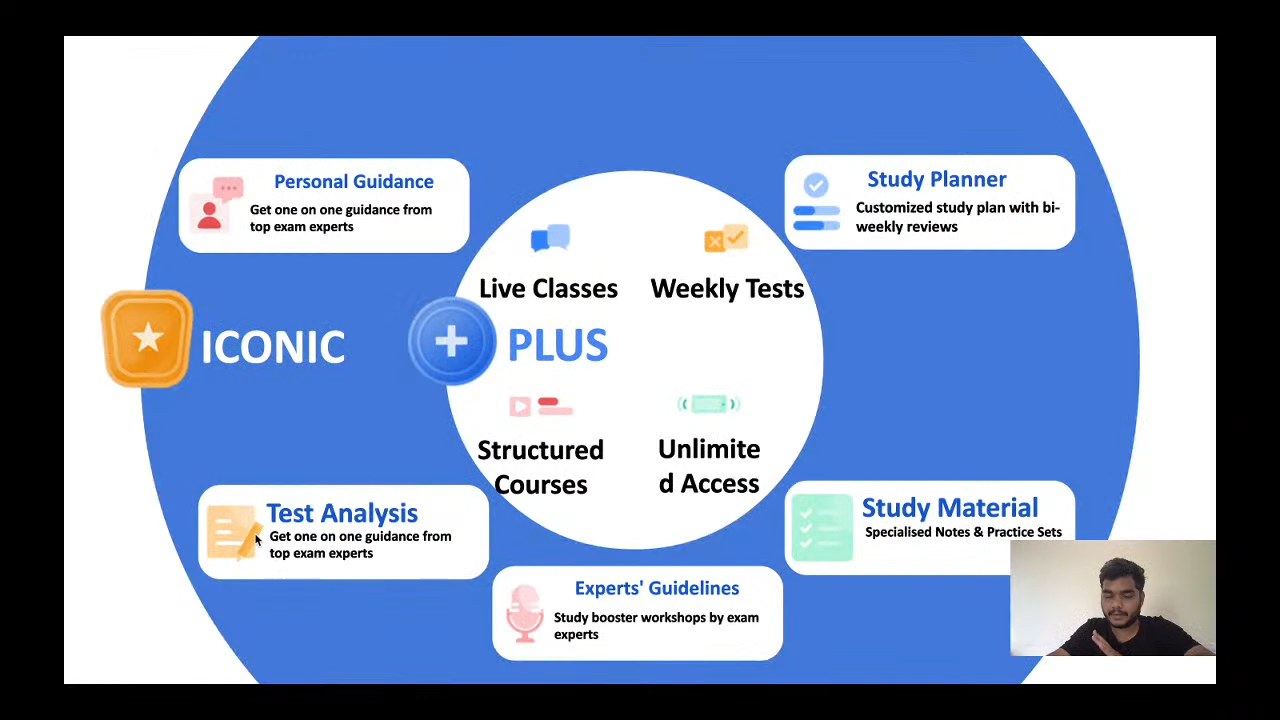 Personal Guidance
Get one on one guidance from
top exam experts
Study Planner
Customized study plan with bi-
weekly reviews
Live Classes
Weekly Tests
ICONIC
PLUS
Structured
Courses
Unlimite
d Access
Test Analysis
Get one on one guidance from
top exam experts
Study Material
Specialised Notes & Practice Sets
Experts' Guidelines
Study booster workshops by exam
experts